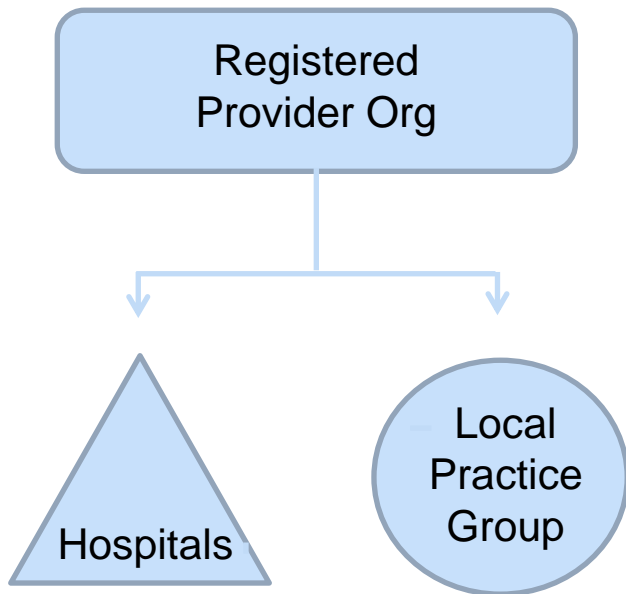 Registered
Provider Org
Hospitals
Local
Practice
Group